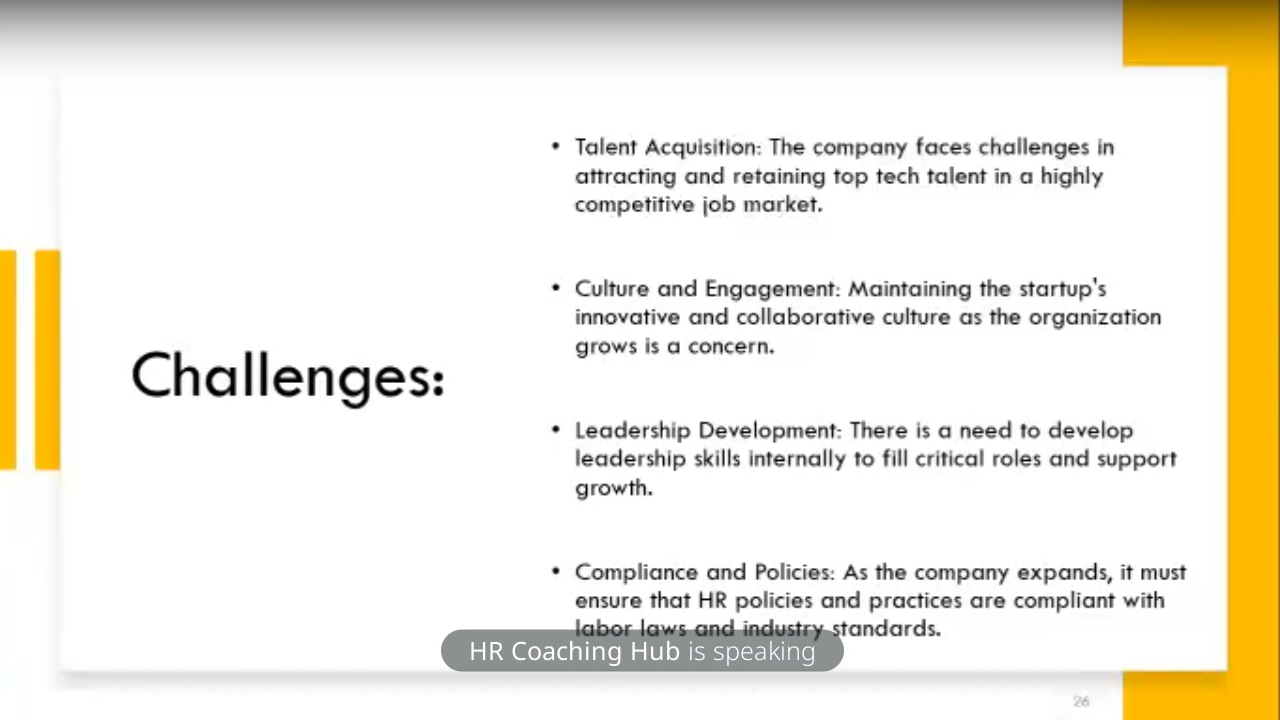 Challenges:
• Talent Acquisition: The company faces challenges in
attracting and retaining top tech talent in a highly
competitive job market.
• Culture and Engagement: Maintaining the startup's
innovative and collaborative culture as the organization
grows is a concern.
• Leadership Development: There is a need to develop
leadership skills internally to fill critical roles and support
growth.
• Compliance and Policies: As the company expands, it must
ensure that HR policies and practices are compliant with
labor laws and industry standards.
HR Coaching Hub is speaking
26